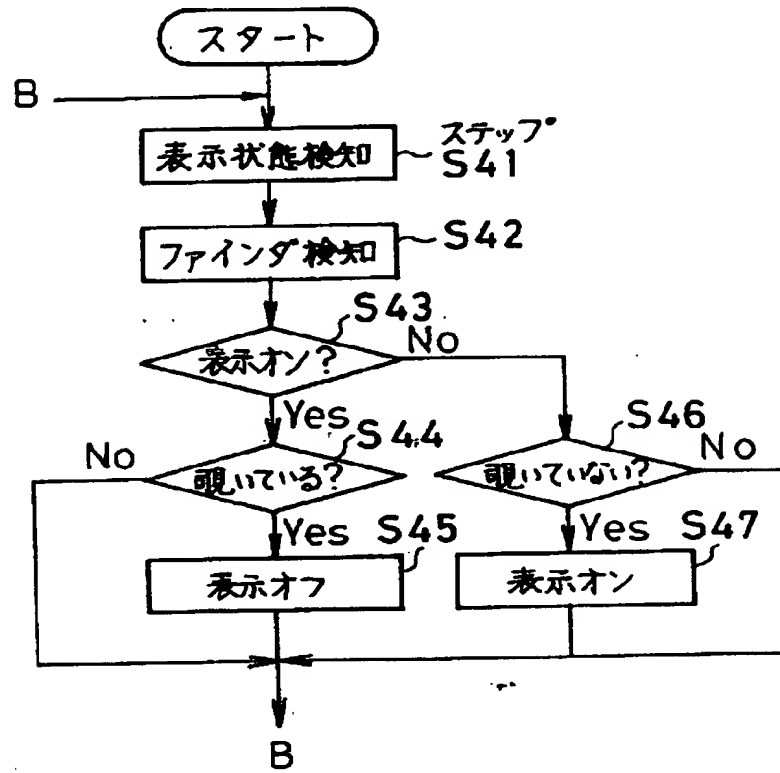 スタート
B
表示状態検知
ステップ
S41
ファインダ検知
S42
表示オン?
S43
No
Yes
覗いている?
S44
No
覗いていない?
S46
No
Yes
S45
Yes
S47
表示オフ
表示オン
B